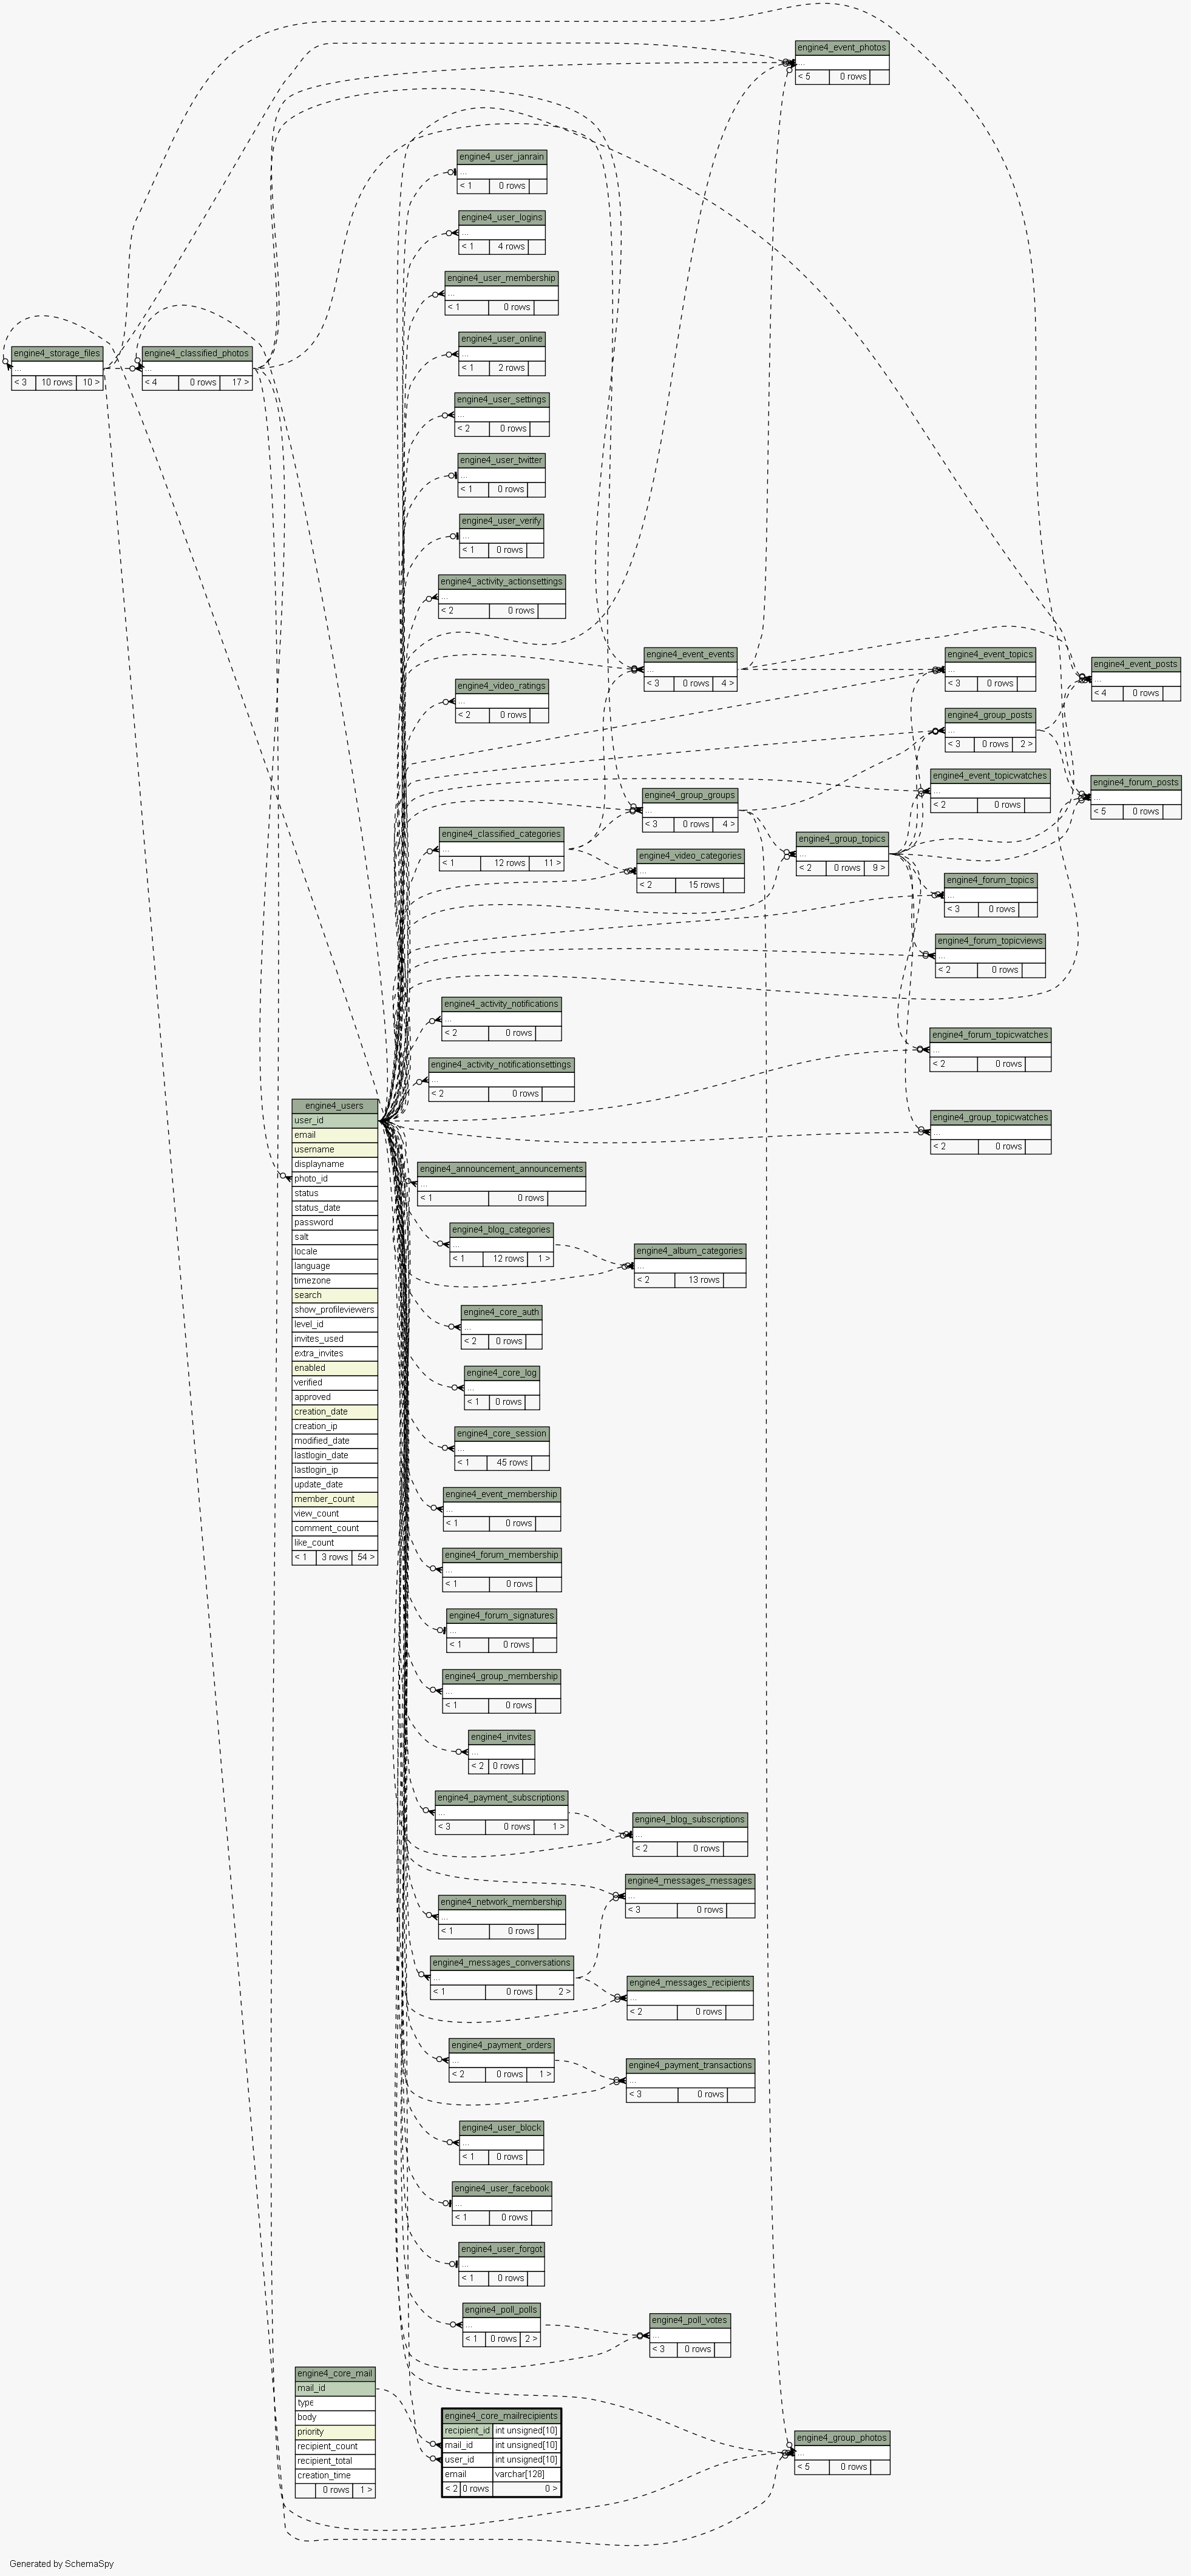 engine4_event_photos
...
< 5 0 rows
engine4_user_janrain
...
< 1 0 rows
engine4_user_logins
...
< 1 4 rows
engine4_user_membership
...
< 1 0 rows
engine4_user_online
...
< 1 2 rows
engine4_storage_files
...
< 3 10 rows 10 >
engine4_classified_photos
...
< 4 0 rows 17 >
engine4_user_settings
...
< 2 0 rows
engine4_user_twitter
...
< 1 0 rows
engine4_user_verify
...
< 1 0 rows
engine4_activity_actionsettings
...
< 2 0 rows
engine4_event_events
...
< 3 0 rows 4 >
engine4_event_topics
...
< 3 0 rows
engine4_event_posts
...
< 4 0 rows
engine4_video_ratings
...
< 2 0 rows
engine4_group_posts
...
< 3 0 rows 2 >
engine4_event_topicwatches
...
< 2 0 rows
engine4_forum_posts
...
< 5 0 rows
engine4_group_groups
...
< 3 0 rows 4 >
engine4_classified_categories
...
< 1 12 rows 11 >
engine4_group_topics
...
< 2 0 rows 9 >
engine4_video_categories
...
< 2 15 rows
engine4_forum_topics
...
< 3 0 rows
engine4_forum_topicviews
...
< 2 0 rows
engine4_activity_notifications
...
< 2 0 rows
engine4_forum_topicwatches
...
< 2 0 rows
engine4_activity_notificationsettings
...
< 2 0 rows
engine4_group_topicwatches
...
< 2 0 rows
engine4_users
user_id
email
username
displayname
photo_id
status
status_date
password
salt
locale
language
timezone
search
show_profileviewers
level_id
invites_used
extra_invites
enabled
verified
approved
creation_date
creation_ip
modified_date
lastlogin_date
lastlogin_ip
update_date
member_count
view_count
comment_count
like_count
< 1 3 rows 54 >
engine4_announcement_announcements
...
< 1 0 rows
engine4_blog_categories
...
< 1 12 rows 1 >
engine4_album_categories
...
< 2 13 rows
engine4_core_auth
...
< 2 0 rows
engine4_core_log
...
< 1 0 rows
engine4_core_session
...
< 1 45 rows
engine4_event_membership
...
< 1 0 rows
engine4_forum_membership
...
< 1 0 rows
engine4_forum_signatures
...
< 1 0 rows
engine4_group_membership
...
< 1 0 rows
engine4_invites
...
< 2 0 rows
engine4_payment_subscriptions
...
< 3 0 rows 1 >
engine4_blog_subscriptions
...
< 2 0 rows
engine4_messages_messages
...
< 3 0 rows
engine4_network_membership
...
< 1 0 rows
engine4_messages_conversations
...
< 1 0 rows 2 >
engine4_messages_recipients
...
< 2 0 rows
engine4_payment_orders
...
< 2 0 rows 1 >
engine4_payment_transactions
...
< 3 0 rows
engine4_user_block
...
< 1 0 rows
engine4_user_facebook
...
< 1 0 rows
engine4_user_forgot
...
< 1 0 rows
engine4_poll_polls
...
< 1 0 rows 2 >
engine4_poll_votes
...
< 3 0 rows
engine4_core_mail
mail_id
type
body
priority
recipient_count
recipient_total
creation_time
0 rows 1 >
engine4_core_mailrecipients
recipient_id int unsigned[10]
mail_id int unsigned[10]
user_id int unsigned[10]
email varchar[128]
< 2 0 rows 0 >
engine4_group_photos
...
< 5 0 rows
Generated by SchemaSpy